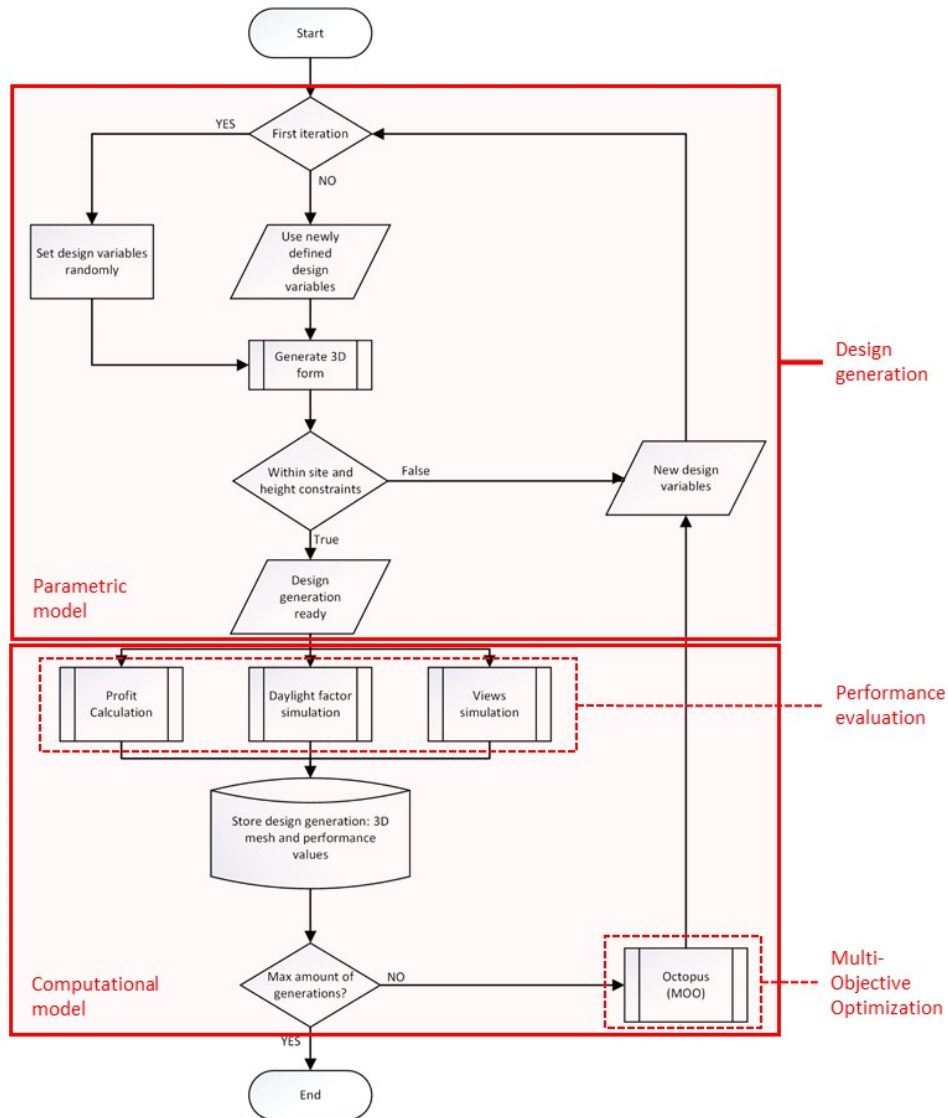 Start
First iteration
YES
NO
Set design variables
randomly
Use newly
defined
design
variables
Generate 3D
form
Design
generation
Within site and
height constraints
False
New design
variables
True
Design
generation
ready
Parametric
model
Profit
Calculation
Daylight factor
simulation
Views
simulation
Performance
evaluation
Store design generation: 3D
mesh and performance
values
Max amount of
generations?
NO
Octopus
(MOO)
Multi-
Objective
Optimization
Computational
model
YES
End